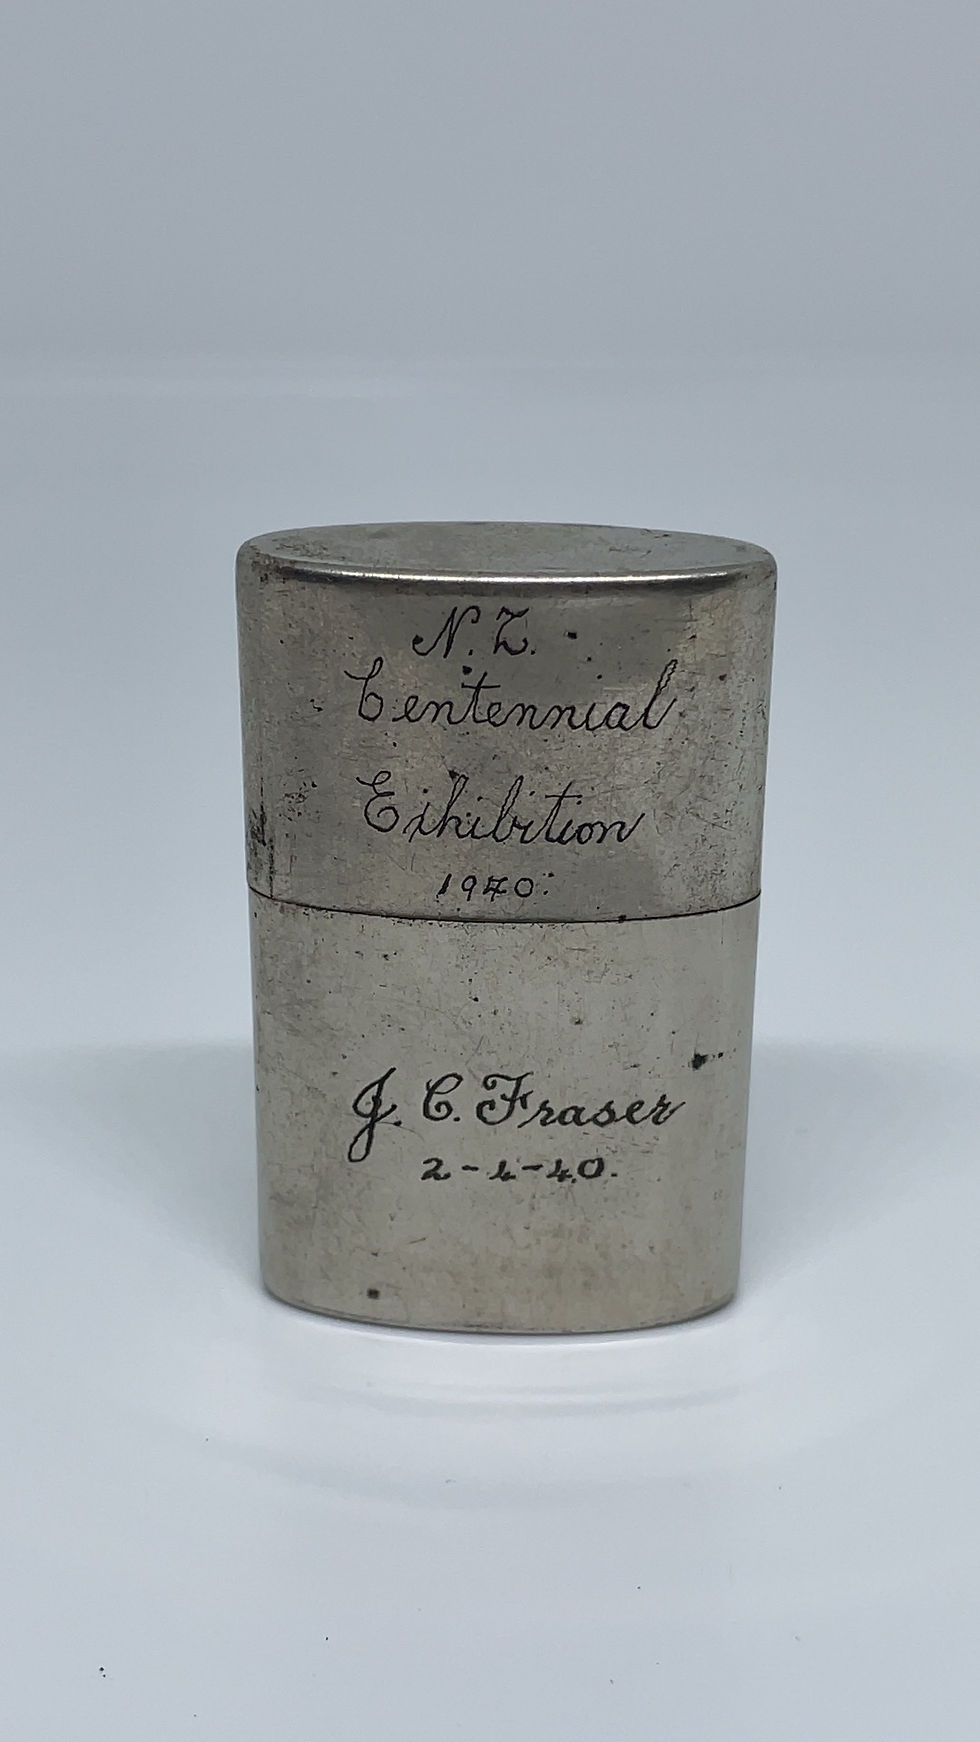 N.Z.
Centennial
Exhibition
1940.
J. C. Fraser
2-4-40.